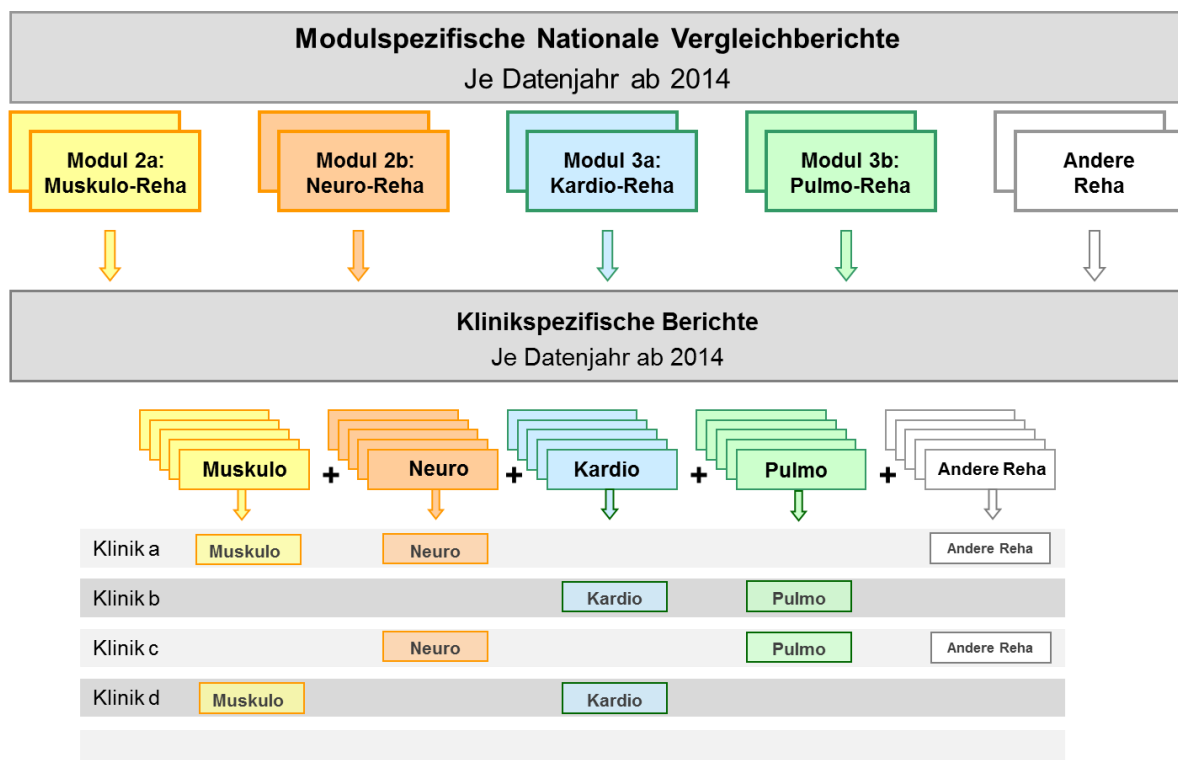 Modulspezifische Nationale Vergleichberichte
Je Datenjahr ab 2014
Modul 2a:
Muskulo-Reha
Modul 2b:
Neuro-Reha
Modul 3a:
Kardio-Reha
Modul 3b:
Pulmo-Reha
Andere
Reha
Klinikspezifische Berichte
Je Datenjahr ab 2014
Muskulo + Neuro + Kardio + Pulmo + Andere Reha
Klinik a Muskulo Neuro Andere Reha
Klinik b Kardio Pulmo
Klinik c Neuro Pulmo Andere Reha
Klinik d Muskulo Kardio